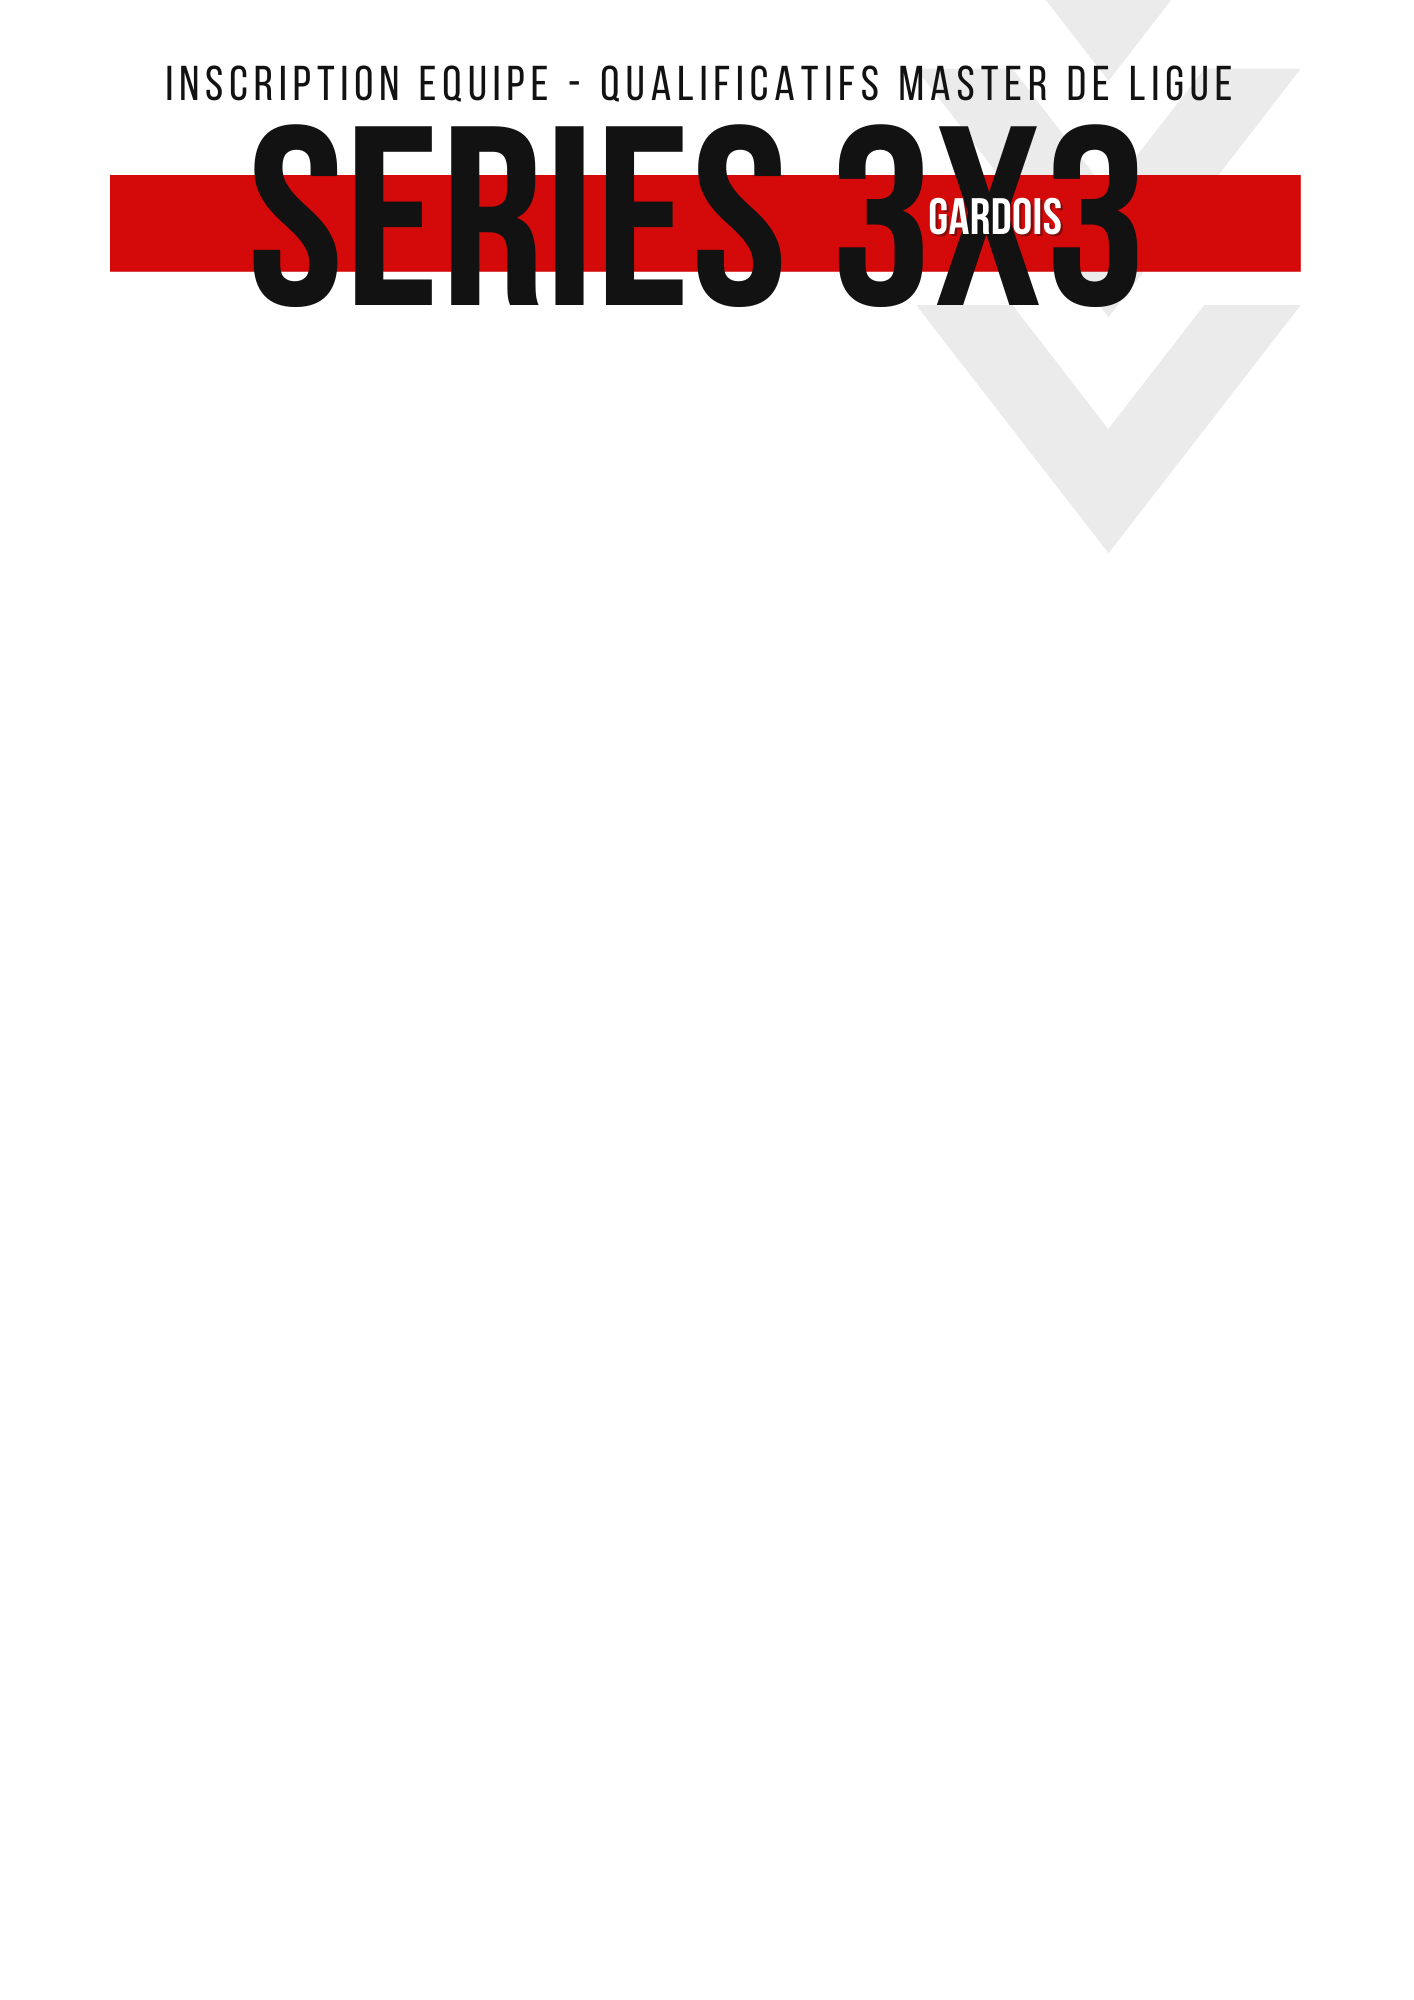 INSCRIPTION EQUIPE - QUALIFICATIFS MASTER DE LIGUE
SERIES 3X3
GARDOIS